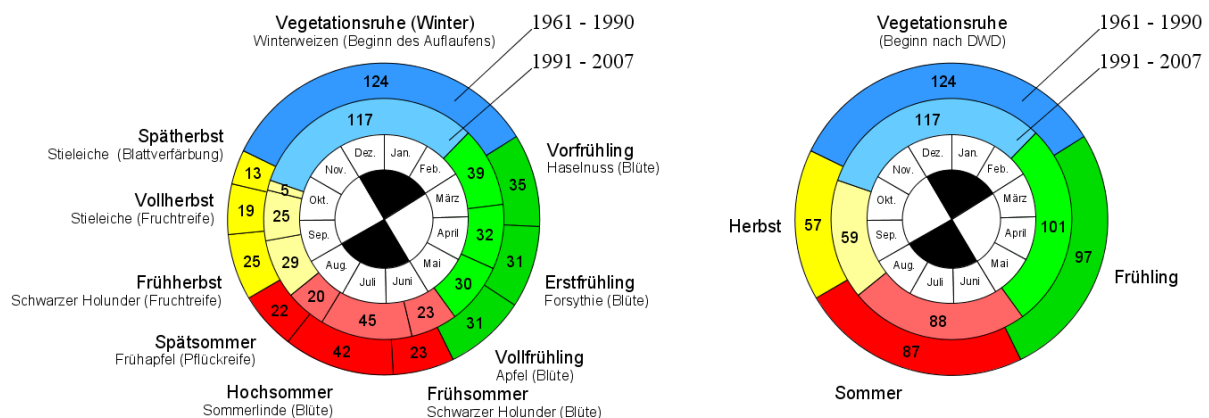 Vegetationsruhe (Winter)
Winterweizen (Beginn des Auflaufens)
1961 - 1990
1991 - 2007
124
117
Spätherbst
Stieleiche (Blattverfärbung)
Vollherbst
Stieleiche (Fruchtreife)
Frühherbst
Schwarzer Holunder (Fruchtreife)
Spätsommer
Frühapfel (Pflückreife)
Hochsommer
Sommerlinde (Blüte)
Frühsommer
Schwarzer Holunder (Blüte)
Vollfrühling
Apfel (Blüte)
Erstfrühling
Forsythie (Blüte)
Vorfrühling
Haselnuss (Blüte)
13
19
25
22
42
23
31
31
35
5
25
29
20
45
23
30
32
39
Jan.
Feb.
März
April
Mai
Juni
Juli
Aug.
Sep.
Okt.
Nov.
Dez.
Vegetationsruhe
(Beginn nach DWD)
1961 - 1990
1991 - 2007
124
117
Herbst
57
59
Frühling
101
97
88
87
Sommer
Jan.
Feb.
März
April
Mai
Juni
Juli
Aug.
Sep.
Okt.
Nov.
Dez.